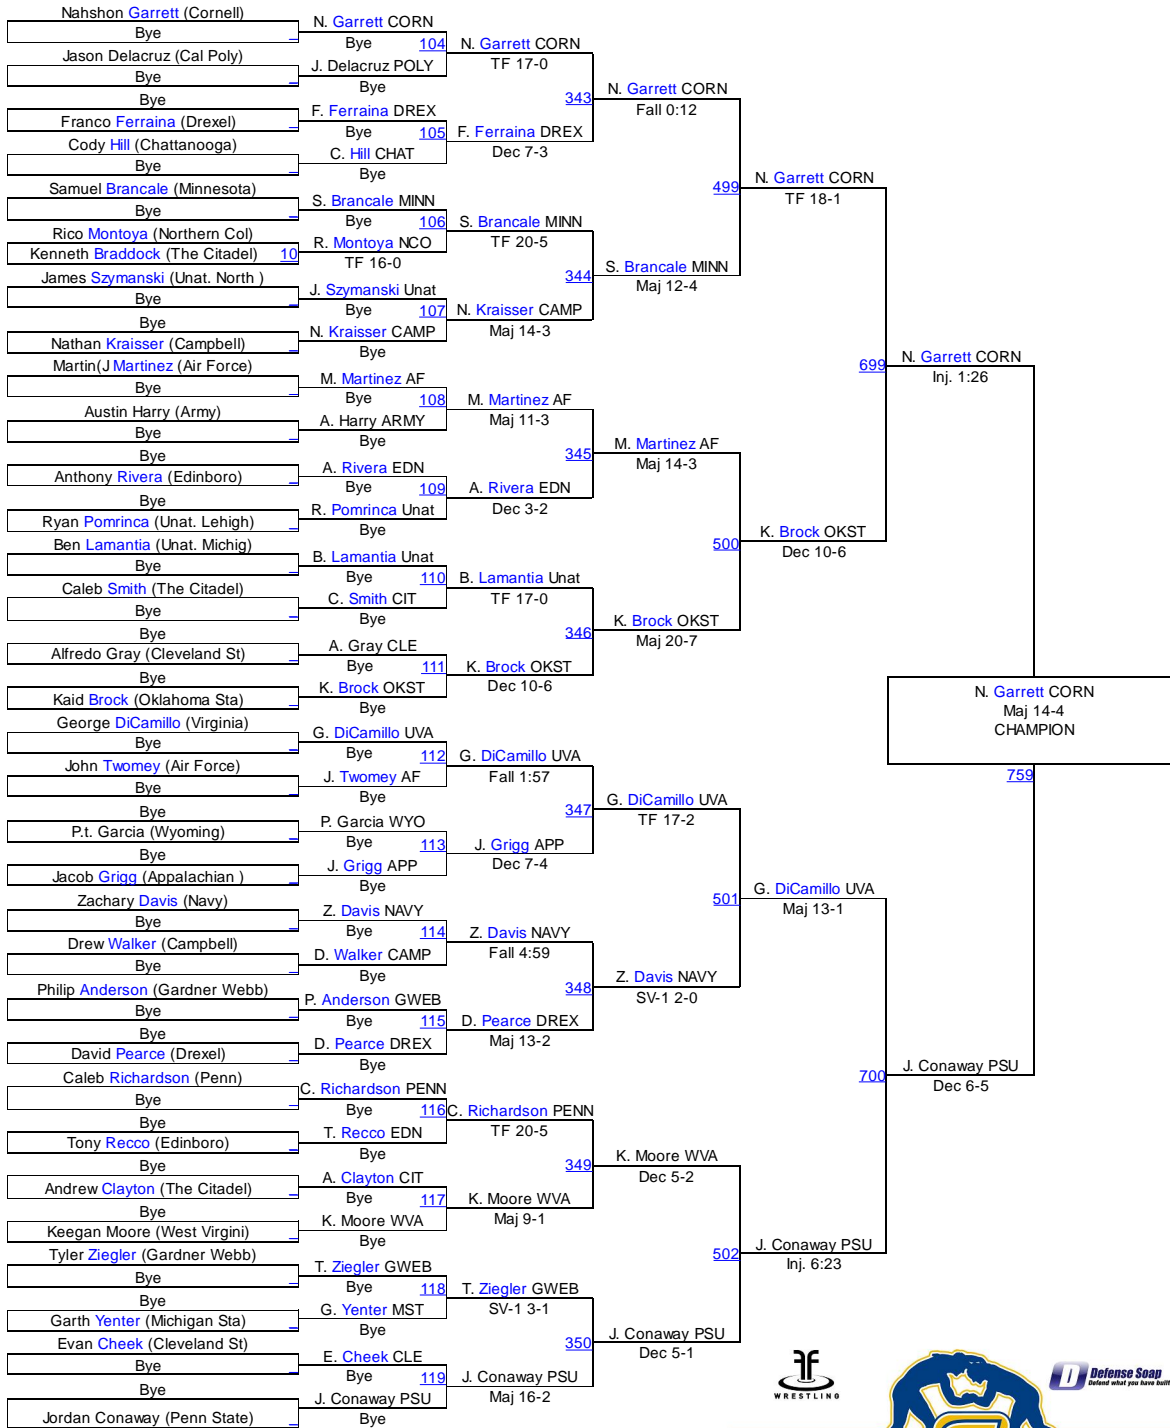 Nahshon Garrett (Cornell)
Bye
Jason Delacruz (Cal Poly)
Bye
Bye
Franco Ferraina (Drexel)
Cody Hill (Chattanooga)
Bye
Samuel Brancale (Minnesota)
Bye
Rico Montoya (Northern Col)
Kenneth Braddock (The Citadel) 10
James Szymanski (Unat. North )
Bye
Bye
Nathan Kraisser (Campbell)
Martin(J Martinez (Air Force)
Bye
Austin Harry (Army)
Bye
Bye
Anthony Rivera (Edinboro)
Bye
Ryan Pomrinca (Unat. Lehigh)
Ben Lamantia (Unat. Michig)
Bye
Caleb Smith (The Citadel)
Bye
Bye
Alfredo Gray (Cleveland St)
Bye
Kaid Brock (Oklahoma Sta)
George DiCamillo (Virginia)
Bye
John Twomey (Air Force)
Bye
Bye
P.t. Garcia (Wyoming)
Bye
Jacob Grigg (Appalachian )
Zachary Davis (Navy)
Bye
Drew Walker (Campbell)
Bye
Philip Anderson (Gardner Webb)
Bye
Bye
David Pearce (Drexel)
Caleb Richardson (Penn)
Bye
Bye
Tony Recco (Edinboro)
Bye
Andrew Clayton (The Citadel)
Bye
Keegan Moore (West Virgini)
Tyler Ziegler (Gardner Webb)
Bye
Bye
Garth Yenter (Michigan Sta)
Evan Cheek (Cleveland St)
Bye
Bye
Jordan Conaway (Penn State)
N. Garrett CORN
Bye 104
J. Delacruz POLY
Bye
F. Ferraina DREX
Bye 105
C. Hill CHAT
Bye
S. Brancale MINN
Bye 106
R. Montoya NCO
TF 16-0
J. Szymanski Unat
Bye 107
N. Kraisser CAMP
Bye
M. Martinez AF
Bye 108
A. Harry ARMY
Bye
A. Rivera EDN
Bye 109
R. Pomrinca Unat
Bye
B. Lamantia Unat
Bye 110
C. Smith CIT
Bye
A. Gray CLE
Bye 111
K. Brock OKST
Bye
G. DiCamillo UVA
Bye 112
J. Twomey AF
Bye
P. Garcia WYO
Bye 113
J. Grigg APP
Bye
Z. Davis NAVY
Bye 114
D. Walker CAMP
Bye
P. Anderson GWEB
Bye 115
D. Pearce DREX
Bye
C. Richardson PENN
Bye 116
T. Recco EDN
Bye
A. Clayton CIT
Bye 117
K. Moore WVA
Bye
T. Ziegler GWEB
Bye 118
G. Yenter MST
Bye
E. Cheek CLE
Bye 119
J. Conaway PSU
Bye
N. Garrett CORN
TF 17-0
343
F. Ferraina DREX
Dec 7-3
S. Brancale MINN
TF 20-5
344
N. Kraisser CAMP
Maj 14-3
M. Martinez AF
Maj 11-3
345
A. Rivera EDN
Dec 3-2
B. Lamantia Unat
TF 17-0
346
K. Brock OKST
Dec 10-6
G. DiCamillo UVA
Fall 1:57
347
J. Grigg APP
Dec 7-4
Z. Davis NAVY
Fall 4:59
348
D. Pearce DREX
Maj 13-2
C. Richardson PENN
TF 20-5
349
K. Moore WVA
Maj 9-1
T. Ziegler GWEB
SV-1 3-1
350
J. Conaway PSU
Maj 16-2
N. Garrett CORN
Fall 0:12
499
S. Brancale MINN
Maj 12-4
M. Martinez AF
Maj 14-3
500
K. Brock OKST
Maj 20-7
G. DiCamillo UVA
TF 17-2
501
Z. Davis NAVY
SV-1 2-0
K. Moore WVA
Dec 5-2
502
J. Conaway PSU
Dec 5-1
N. Garrett CORN
TF 18-1
699
K. Brock OKST
Dec 10-6
G. DiCamillo UVA
Maj 13-1
700
J. Conaway PSU
Inj. 6:23
N. Garrett CORN
Inj. 1:26
J. Conaway PSU
Dec 6-5
N. Garrett CORN
Maj 14-4
CHAMPION
759
WRESTLING
Defense Soap
Defend what you have built